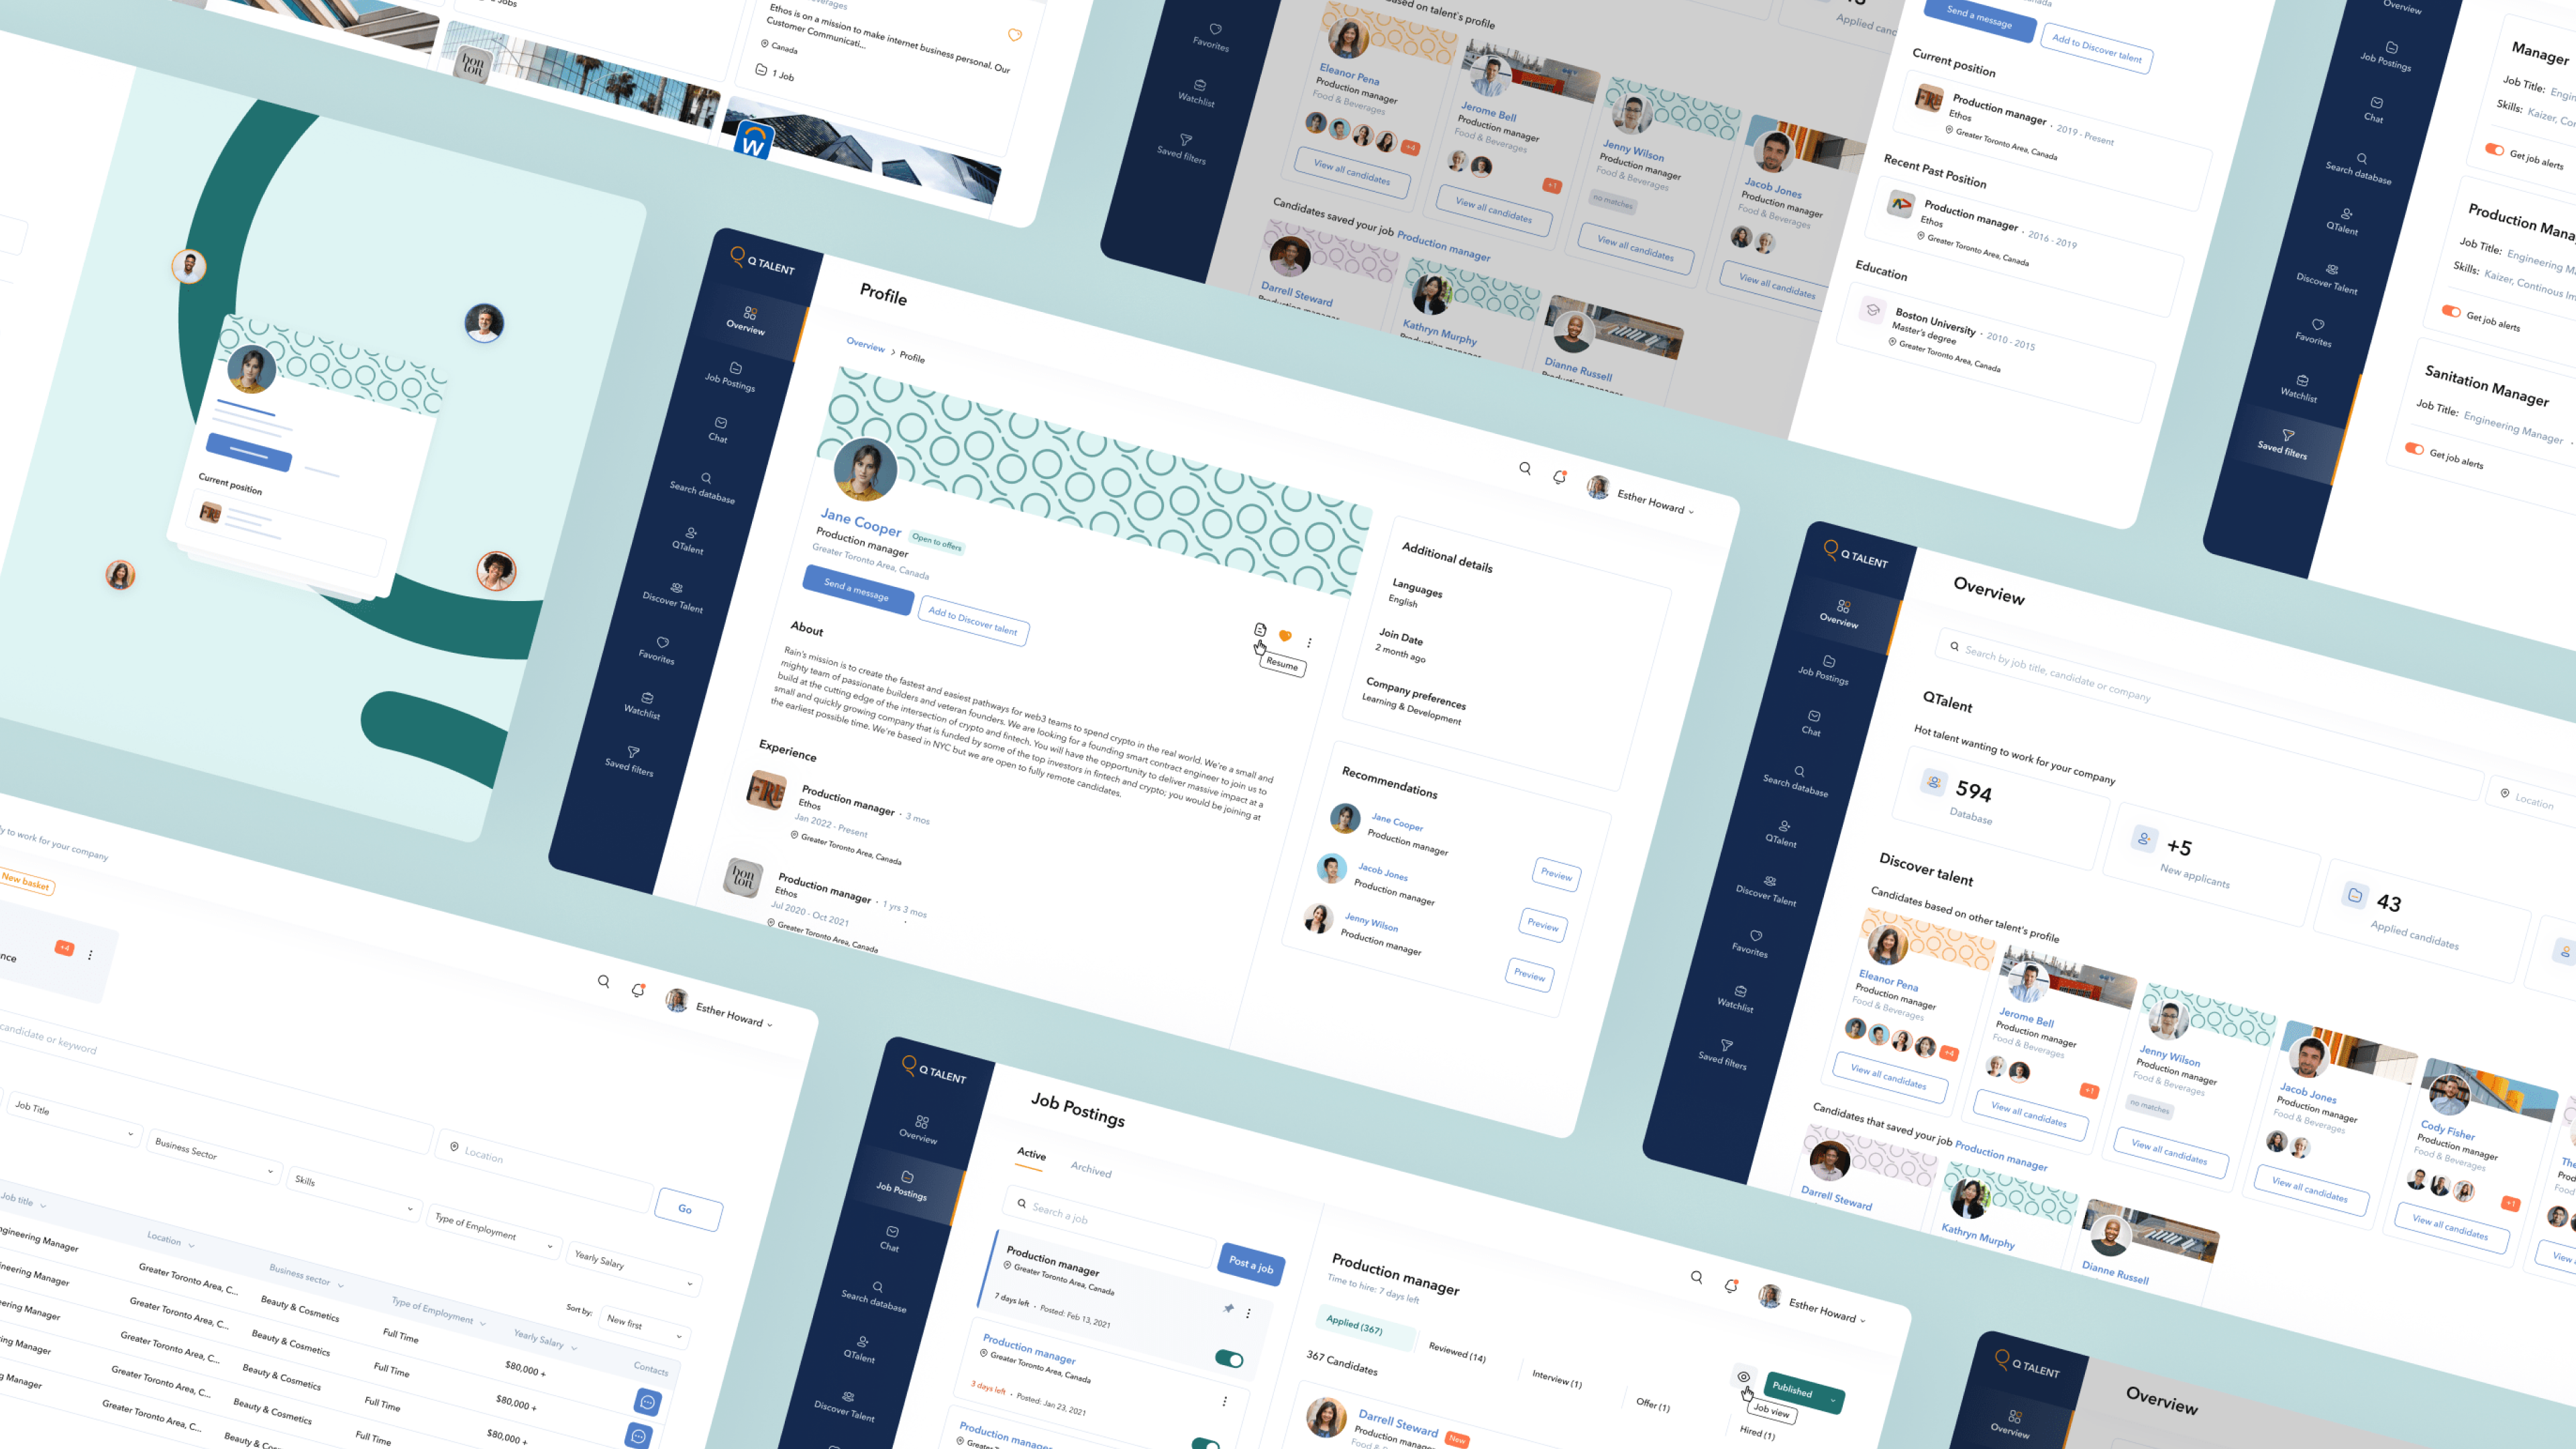 2 Jobs
Ethos is on a mission to make internet business personal. Our
Customer Communicati...
Canada
1 Job
bon
ton
W
Favorites
Watchlist
Saved filters
based on talent's profile
Applied
Eleanor Pena
Production manager
Food & Beverages
+4
View all candidates
Jerome Bell
Production manager
Food & Beverages
+1
View all candidates
Jenny Wilson
Production manager
Food & Beverages
no matches
View all candidates
Jacob Jones
Production manager
Food & Beverages
View all candidates
Candidates saved your job Production manager
Darrell Steward
Production manager
Kathryn Murphy
Production manager
Dianne Russell
Production manager
Send a message
Add to Discover talent
Current position
Production manager · 2019 - Present
Ethos
Greater Toronto Area, Canada
Recent Past Position
Production manager · 2016 - 2019
Ethos
Greater Toronto Area, Canada
Education
Boston University · 2010 - 2015
Master's degree
Greater Toronto Area, Canada
Overview
Job Postings
Chat
Search database
QTalent
Discover Talent
Favorites
Watchlist
Saved filters
Manager
Job Title:
Skills: Kaizer,
Get job alerts
Production
Job Title: Engineering
Skills: Kaizer, Continous
Get job alerts
Sanitation Manager
Job Title: Engineering Manager
Get job alerts
Current position
Q TALENT
Overview
Job Postings
Chat
Search database
QTalent
Discover Talent
Favorites
Watchlist
Saved filters
Profile
Overview > Profile
Esther Howard
Jane Cooper
Open to offers
Production manager
Greater Toronto Area, Canada
Send a message
Add to Discover talent
Resume
About
Rain's mission is to create the fastest and easiest pathways for web3 teams to spend crypto in the real world. We're a small and
mighty team of passionate builders and veteran founders. We are looking for a founding smart contract engineer to join us to
build at the cutting edge of the intersection of crypto and fintech. You will have the opportunity to deliver massive impact at a
small and quickly growing company that is funded by some of the top investors in fintech and crypto; you would be joining at
the earliest possible time. We're based in NYC but we are open to fully remote candidates.
Experience
Production manager · 3 mos
Ethos
Jan 2022 - Present
Greater Toronto Area, Canada
bon
ton
Production manager · 1 yrs 3 mos
Ethos
Jul 2020 - Oct 2021
Greater Toronto Area, Canada
Additional details
Languages
English
Join Date
2 month ago
Company preferences
Learning & Development
Recommendations
Jane Cooper
Production manager
Preview
Jacob Jones
Production manager
Preview
Jenny Wilson
Production manager
Preview
Q TALENT
Overview
Job Postings
Chat
Search database
QTalent
Discover Talent
Favorites
Watchlist
Saved filters
Overview
Search by job title, candidate or company
Location
QTalent
Hot talent wanting to work for your company
594
Database
+5
New applicants
43
Applied candidates
Discover talent
Candidates based on other talent's profile
Eleanor Pena
Production manager
Food & Beverages
+4
View all candidates
Jerome Bell
Production manager
Food & Beverages
+1
View all candidates
Jenny Wilson
Production manager
Food & Beverages
no matches
View all candidates
Jacob Jones
Production manager
Food & Beverages
View all candidates
Cody Fisher
Production manager
Food & Beverages
+1
View all candidates
Candidates that saved your job Production manager
Darrell Steward
Kathryn Murphy
Dianne Russell
to work for your company
New basket
+4
Esther Howard
candidate or keyword
Location
Go
Job Title
Business Sector
Skills
Type of Employment
Yearly Salary
Sort by:
New first
Job title
Location
Business sector
Type of Employment
Yearly Salary
Contacts
Engineering Manager
Greater Toronto Area, C...
Beauty & Cosmetics
Full Time
$80,000 +
Greater Toronto Area, C...
Beauty & Cosmetics
Full Time
$80,000 +
Greater Toronto Area, C...
Beauty & Cosmetics
Full Time
$80,000 +
Greater Toronto Area, C...
Beauty & Cosmetics
Full Time
$80,000 +
Greater Toronto Area, C...
Q TALENT
Overview
Job Postings
Chat
Search database
QTalent
Discover Talent
Job Postings
Active
Archived
Search a job
Post a job
Production manager
Greater Toronto Area, Canada
7 days left · Posted: Feb 13, 2021
Production manager
Greater Toronto Area, Canada
3 days left · Posted: Jan 23, 2021
Production manager
Esther Howard
Production manager
Time to hire: 7 days left
Applied (367)
Reviewed (14)
Interview (1)
Offer (1)
Hired (1)
Published
Job view
367 Candidates
Darrell Steward
New
Production manager
Q TALENT
Overview
Overview